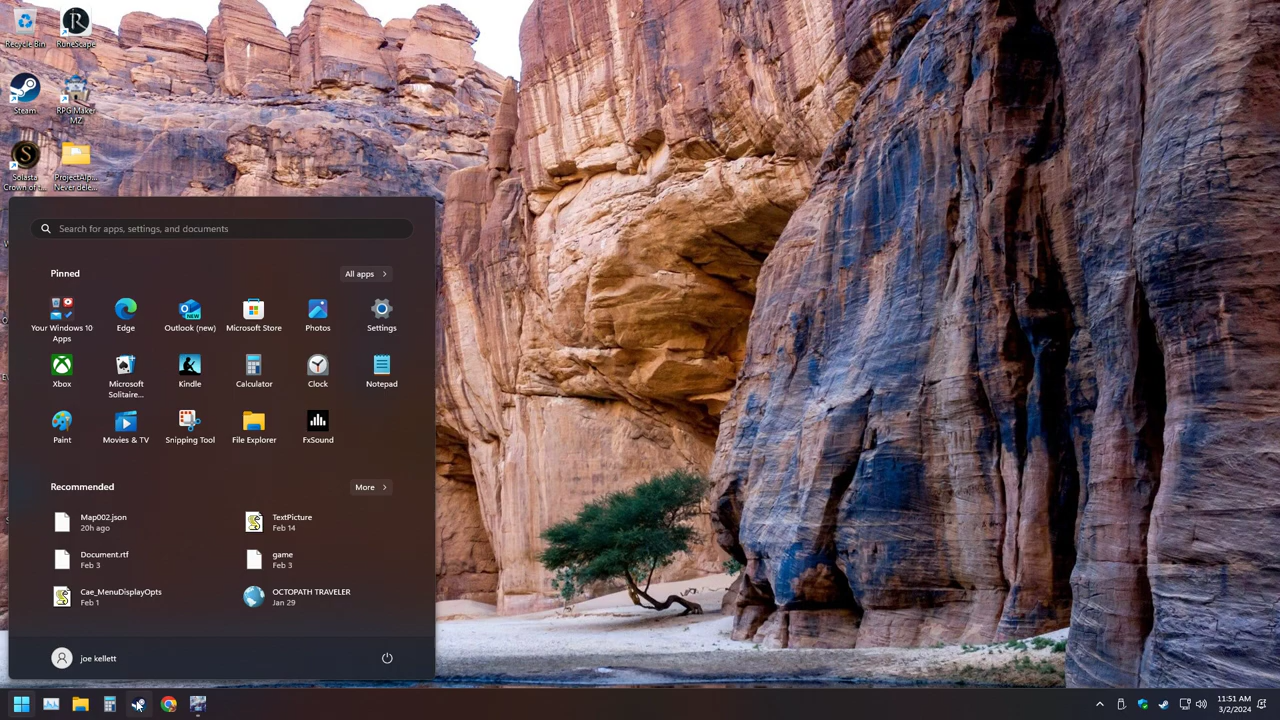 Recycle Bin
RuneScape
Steam
RPG Maker
MZ
Solasta
Crown of t...
ProjectAlp...
Never dele...
Search for apps, settings, and documents
Pinned
All apps
Your Windows 10
Apps
Edge
Outlook (new)
Microsoft Store
Photos
Settings
Xbox
Microsoft
Solitaire...
Kindle
Calculator
Clock
Notepad
Paint
Movies & TV
Snipping Tool
File Explorer
FxSound
Recommended
More
Map002.json
20h ago
TextPicture
Feb 14
Document.rtf
Feb 3
game
Feb 3
Cae_MenuDisplayOpts
Feb 1
OCTOPATH TRAVELER
Jan 29
joe kellett
11:51 AM
3/2/2024